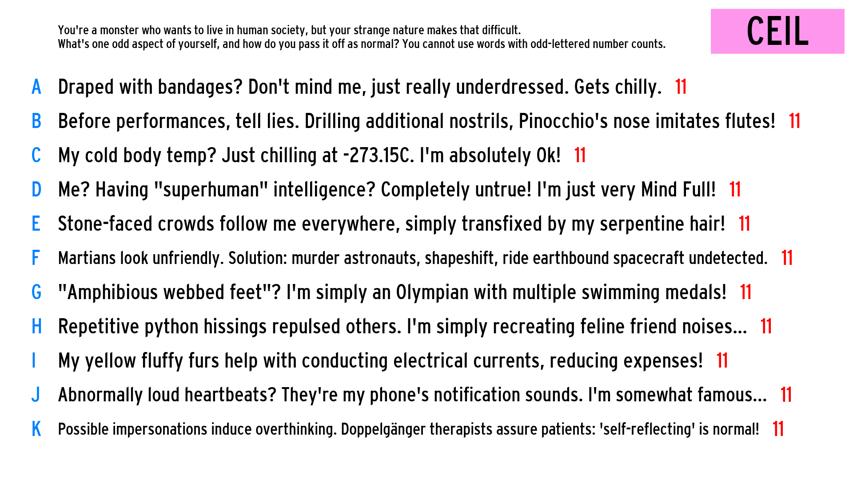 You're a monster who wants to live in human society, but your strange nature makes that difficult.
What's one odd aspect of yourself, and how do you pass it off as normal? You cannot use words with odd-lettered number counts.
CEIL
A Draped with bandages? Don't mind me, just really underdressed. Gets chilly. 11
B Before performances, tell lies. Drilling additional nostrils, Pinocchio's nose imitates flutes! 11
C My cold body temp? Just chilling at -273.15C. I'm absolutely 0k! 11
D Me? Having "superhuman" intelligence? Completely untrue! I'm just very Mind Full! 11
E Stone-faced crowds follow me everywhere, simply transfixed by my serpentine hair! 11
F Martians look unfriendly. Solution: murder astronauts, shapeshift, ride earthbound spacecraft undetected. 11
G "Amphibious webbed feet"? I'm simply an Olympian with multiple swimming medals! 11
H Repetitive python hissings repulsed others. I'm simply recreating feline friend noises... 11
I My yellow fluffy furs help with conducting electrical currents, reducing expenses! 11
J Abnormally loud heartbeats? They're my phone's notification sounds. I'm somewhat famous... 11
K Possible impersonations induce overthinking. Doppelgänger therapists assure patients: 'self-reflecting' is normal! 11